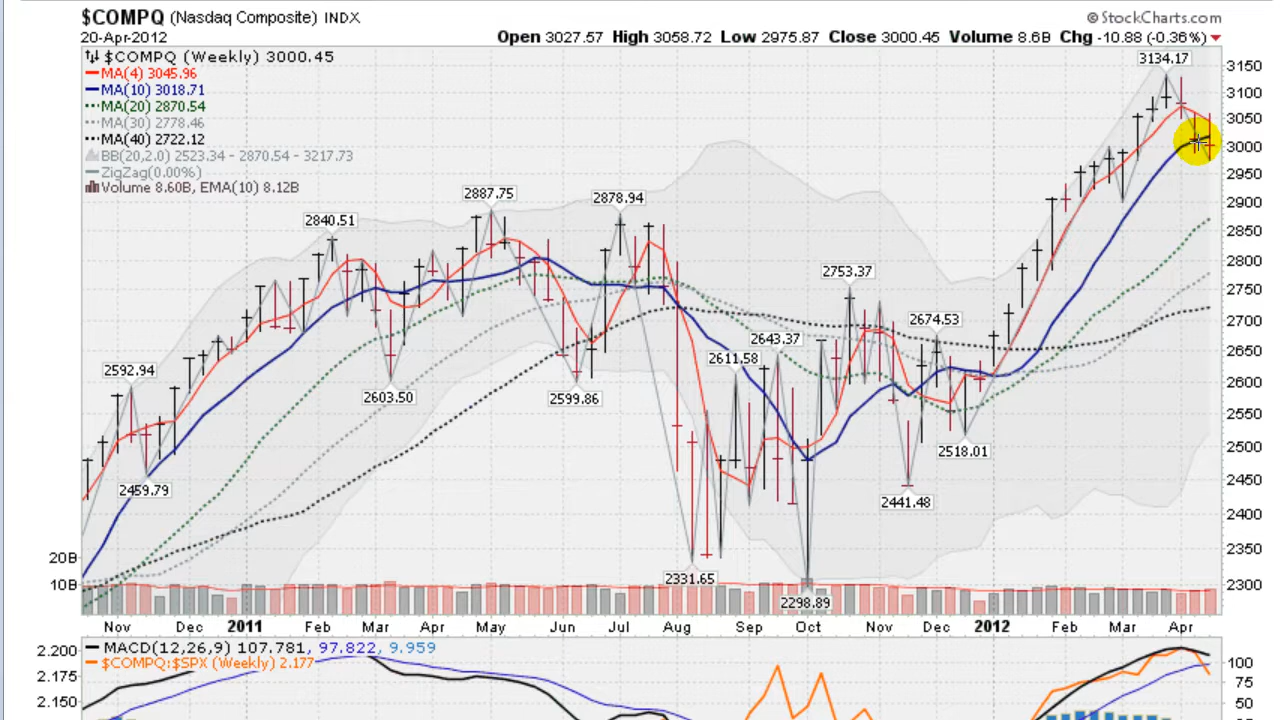 $COMPQ (Nasdaq Composite) INDX
© StockCharts.com
20-Apr-2012
Open 3027.57 High 3058.72 Low 2975.87 Close 3000.45 Volume 8.6B Chg -10.88 (-0.36%)
$COMPQ (Weekly) 3000.45
MA(4) 3045.96
MA(10) 3018.71
MA(20) 2870.54
MA(30) 2778.46
MA(40) 2722.12
BB(20,2.0) 2523.34 - 2870.54 - 3217.73
ZigZag(0.00%)
Volume 8.60B, EMA(10) 8.12B
3134.17
2887.75
2878.94
2840.51
2753.37
2674.53
2643.37
2611.58
2592.94
2603.50
2599.86
2518.01
2459.79
2441.48
2331.65
2298.89
3150
3100
3050
3000
2950
2900
2850
2800
2750
2700
2650
2600
2550
2500
2450
2400
2350
2300
20B
10B
Nov Dec 2011 Feb Mar Apr May Jun Jul Aug Sep Oct Nov Dec 2012 Feb Mar Apr
MACD(12,26,9) 107.781, 97.822, 9.959
$COMPQ:$SPX (Weekly) 2.177
2.200
2.175
2.150
100
75
50